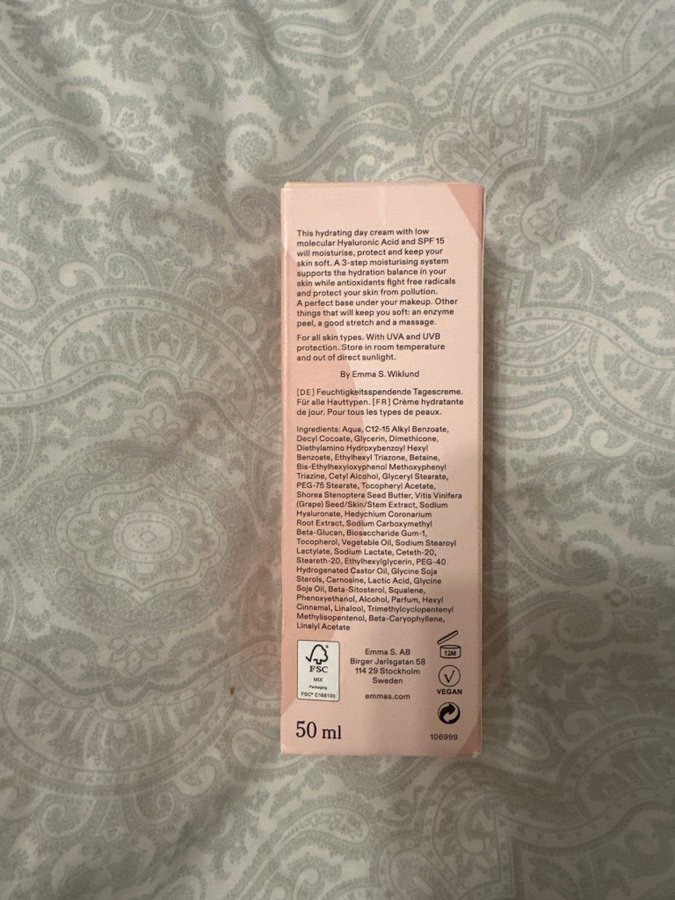 This hydrating day cream with low
molecular Hyaluronic Acid and SPF 15
will moisturise, protect and keep your
skin soft. A 3-step moisturising system
supports the hydration balance in your
skin while antioxidants fight free radicals
and protect your skin from pollution.
A perfect base under your makeup. Other
things that will keep you soft: an enzyme
peel, a good stretch and a massage.
For all skin types. With UVA and UVB
protection. Store in room temperature
and out of direct sunlight.
By Emma S. Wiklund
[DE] Feuchtigkeitsspendende Tagescreme.
Für alle Hauttypen. [FR] Crème hydratante
de jour. Pour tous les types de peaux.
Ingredients: Aqua, C12-15 Alkyl Benzoate,
Decyl Cocoate, Glycerin, Dimethicone,
Diethylamino Hydroxybenzoyl Hexyl
Benzoate, Ethylhexyl Triazone, Betaine,
Bis-Ethylhexyloxyphenol Methoxyphenyl
Triazine, Cetyl Alcohol, Glyceryl Stearate,
PEG-75 Stearate, Tocopheryl Acetate,
Shorea Stenoptera Seed Butter, Vitis Vinifera
(Grape) Seed/Skin/Stem Extract, Sodium
Hyaluronate, Hedychium Coronarium
Root Extract, Sodium Carboxymethyl
Beta-Glucan, Biosaccharide Gum-1,
Tocopherol, Vegetable Oil, Sodium Stearoyl
Lactylate, Sodium Lactate, Ceteth-20,
Steareth-20, Ethylhexylglycerin, PEG-40
Hydrogenated Castor Oil, Glycine Soja
Sterols, Carnosine, Lactic Acid, Glycine
Soja Oil, Beta-Sitosterol, Squalene,
Phenoxyethanol, Alcohol, Parfum, Hexyl
Cinnamal, Linalool, Trimethylcyclopentenyl
Methylisopentenol, Beta-Caryophyllene,
Linalyl Acetate
FSC
MIX
Packaging
FSC® C166100
Emma S. AB
Birger Jarlsgatan 58
114 29 Stockholm
Sweden
emmas.com
12M
VEGAN
50 ml
106999